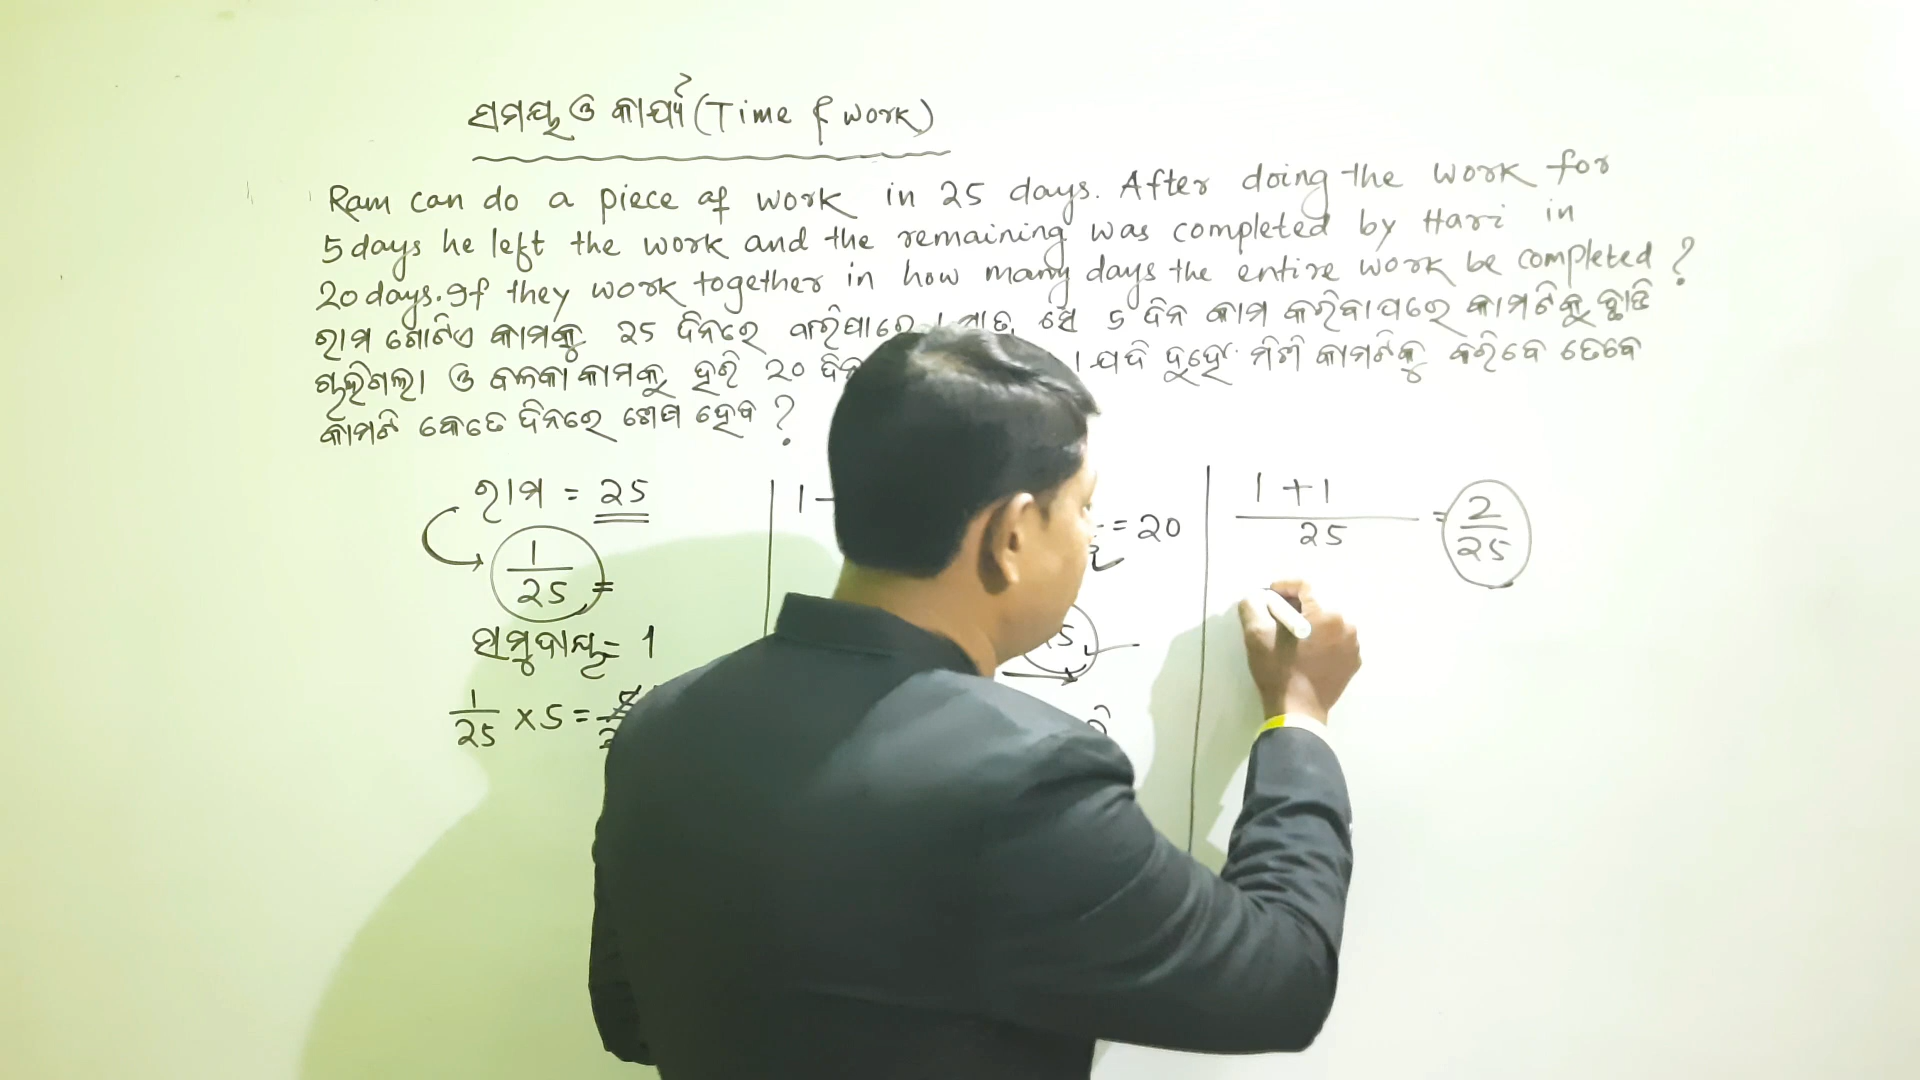 ସମୟ ଓ କାର୍ଯ୍ୟ (Time & work)
Ram can do a piece of work in 25 days. After doing the work for
5 days he left the work and the remaining was completed by Hari in
20 days. If they work together in how many days the entire work be completed ?
ରାମ ଗୋଟିଏ କାମକୁ 25 ଦିନରେ କରିପାରେ । ସେ 5 ଦିନ କାମ କରିବାପରେ କାମଟିକୁ ଛାଡି
ଚାଲିଗଲା ଓ ବଳକା କାମକୁ ହରି 20 । ଯଦି ଦୁହେଁ ମିଶି କାମଟିକୁ କରିବେ ତେବେ
କାମଟି କେତେ ଦିନରେ ଶେଷ ହେବ ?
ରାମ = 25
1/25 =
ସମୁଦାୟ = 1
1/25 × 5 =
1 -
= 20
1 + 1 / 25 = 2/25